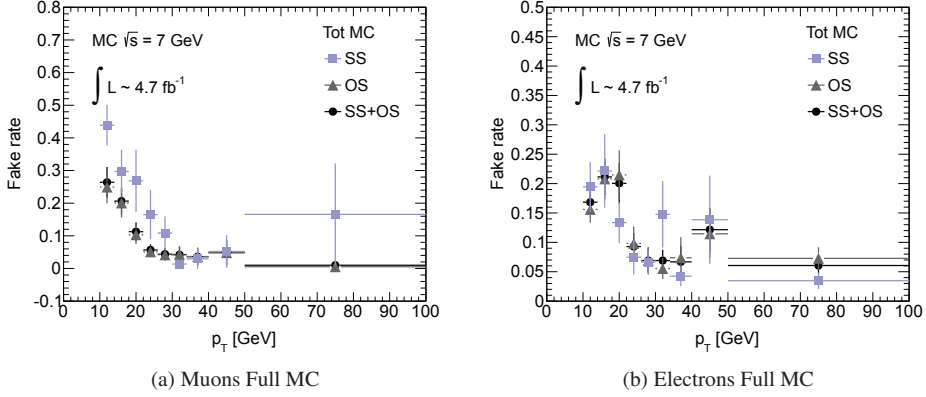 Fake rate
0.8
0.7
0.6
0.5
0.4
0.3
0.2
0.1
0
-0.1
MC √s = 7 GeV
∫ L ~ 4.7 fb⁻¹
Tot MC
SS
OS
SS+OS
0 10 20 30 40 50 60 70 80 90 100
p_T [GeV]
(a) Muons Full MC
Fake rate
0.5
0.45
0.4
0.35
0.3
0.25
0.2
0.15
0.1
0.05
0
MC √s = 7 GeV
∫ L ~ 4.7 fb⁻¹
Tot MC
SS
OS
SS+OS
0 10 20 30 40 50 60 70 80 90 100
p_T [GeV]
(b) Electrons Full MC